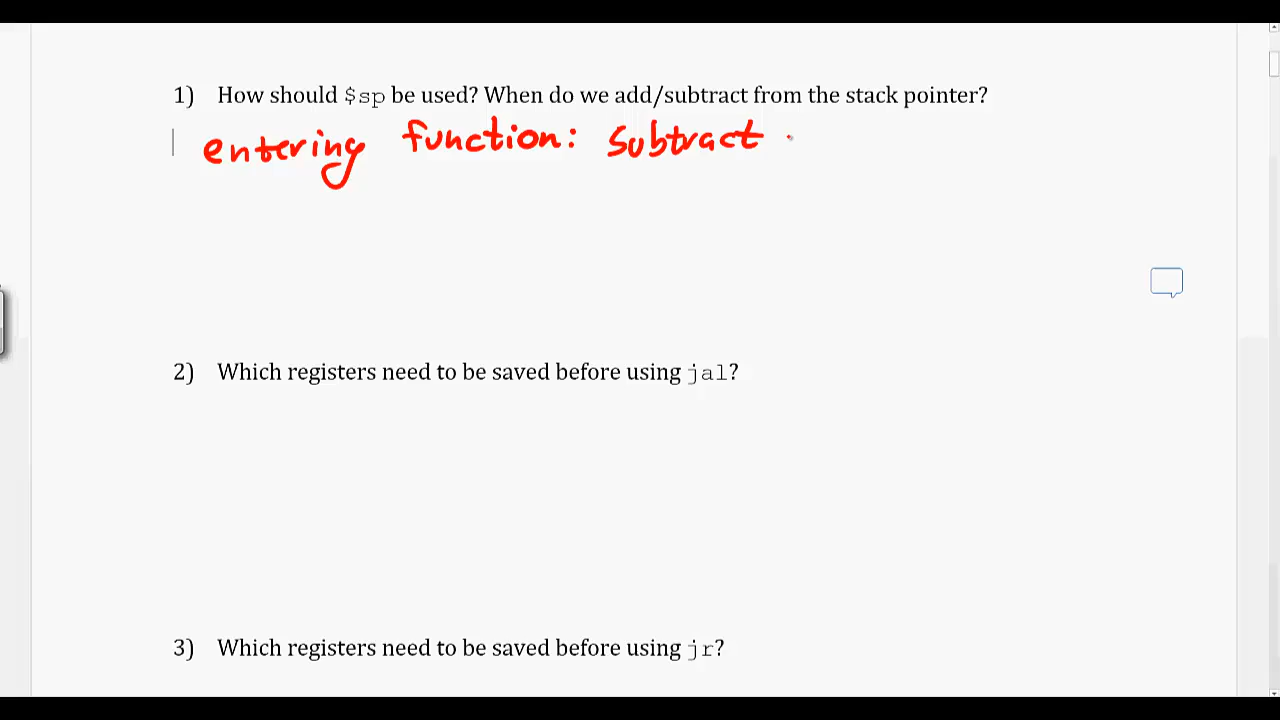 1) How should $sp be used? When do we add/subtract from the stack pointer?
entering function: subtract
2) Which registers need to be saved before using jal?
3) Which registers need to be saved before using jr?